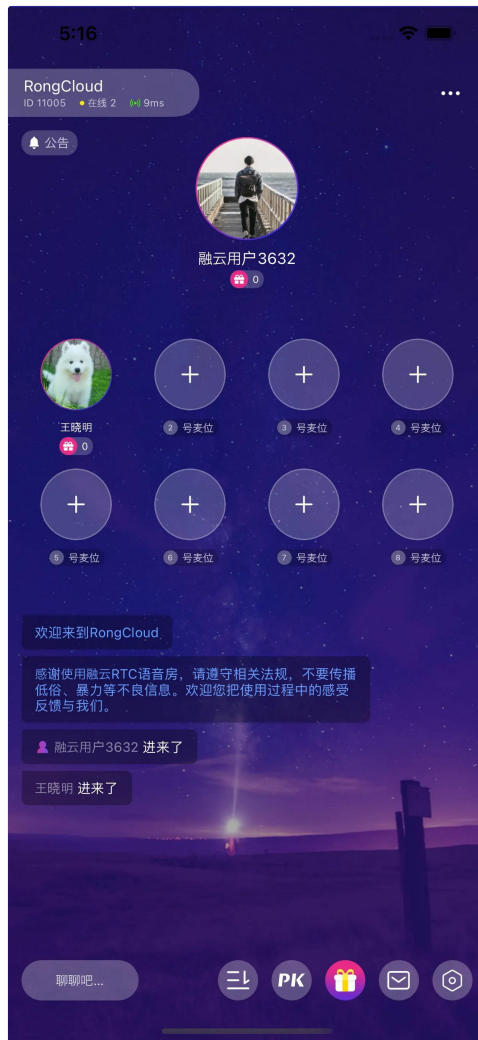 5:16
RongCloud
ID 11005 在线 2 9ms
公告
融云用户3632
0
王晓明
2 号麦位
3 号麦位
4 号麦位
0
5 号麦位
6 号麦位
7 号麦位
8 号麦位
欢迎来到RongCloud
感谢使用融云RTC语音房，请遵守相关法规，不要传播
低俗、暴力等不良信息。欢迎您把使用过程中的感受
反馈与我们。
融云用户3632 进来了
王晓明 进来了
聊聊吧...
PK